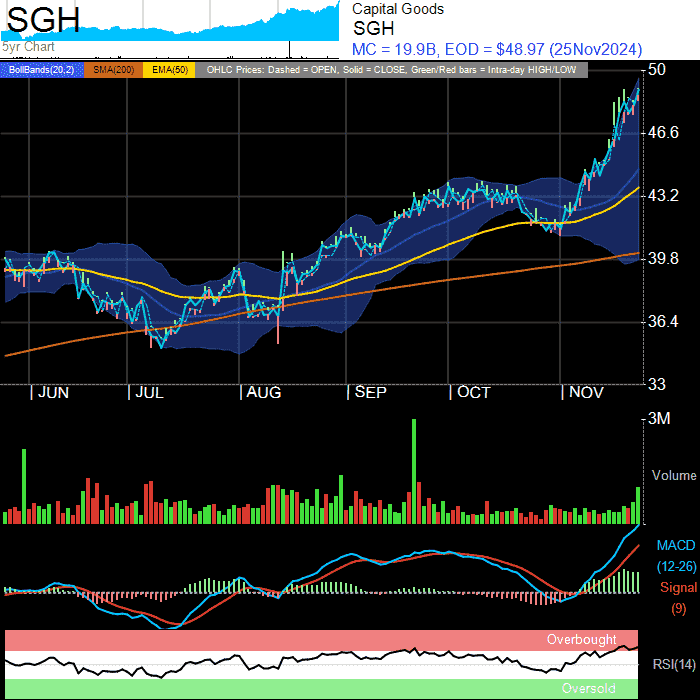 SGH
5yr Chart
Capital Goods
SGH
MC = 19.9B, EOD = $48.97 (25Nov2024)
BollBands(20,2) SMA(200) EMA(50) OHLC Prices: Dashed = OPEN, Solid = CLOSE, Green/Red bars = Intra-day HIGH/LOW
50
46.6
43.2
39.8
36.4
33
| JUN | JUL | AUG | SEP | OCT | NOV
3M
Volume
MACD
(12-26)
Signal
(9)
Overbought
RSI(14)
Oversold